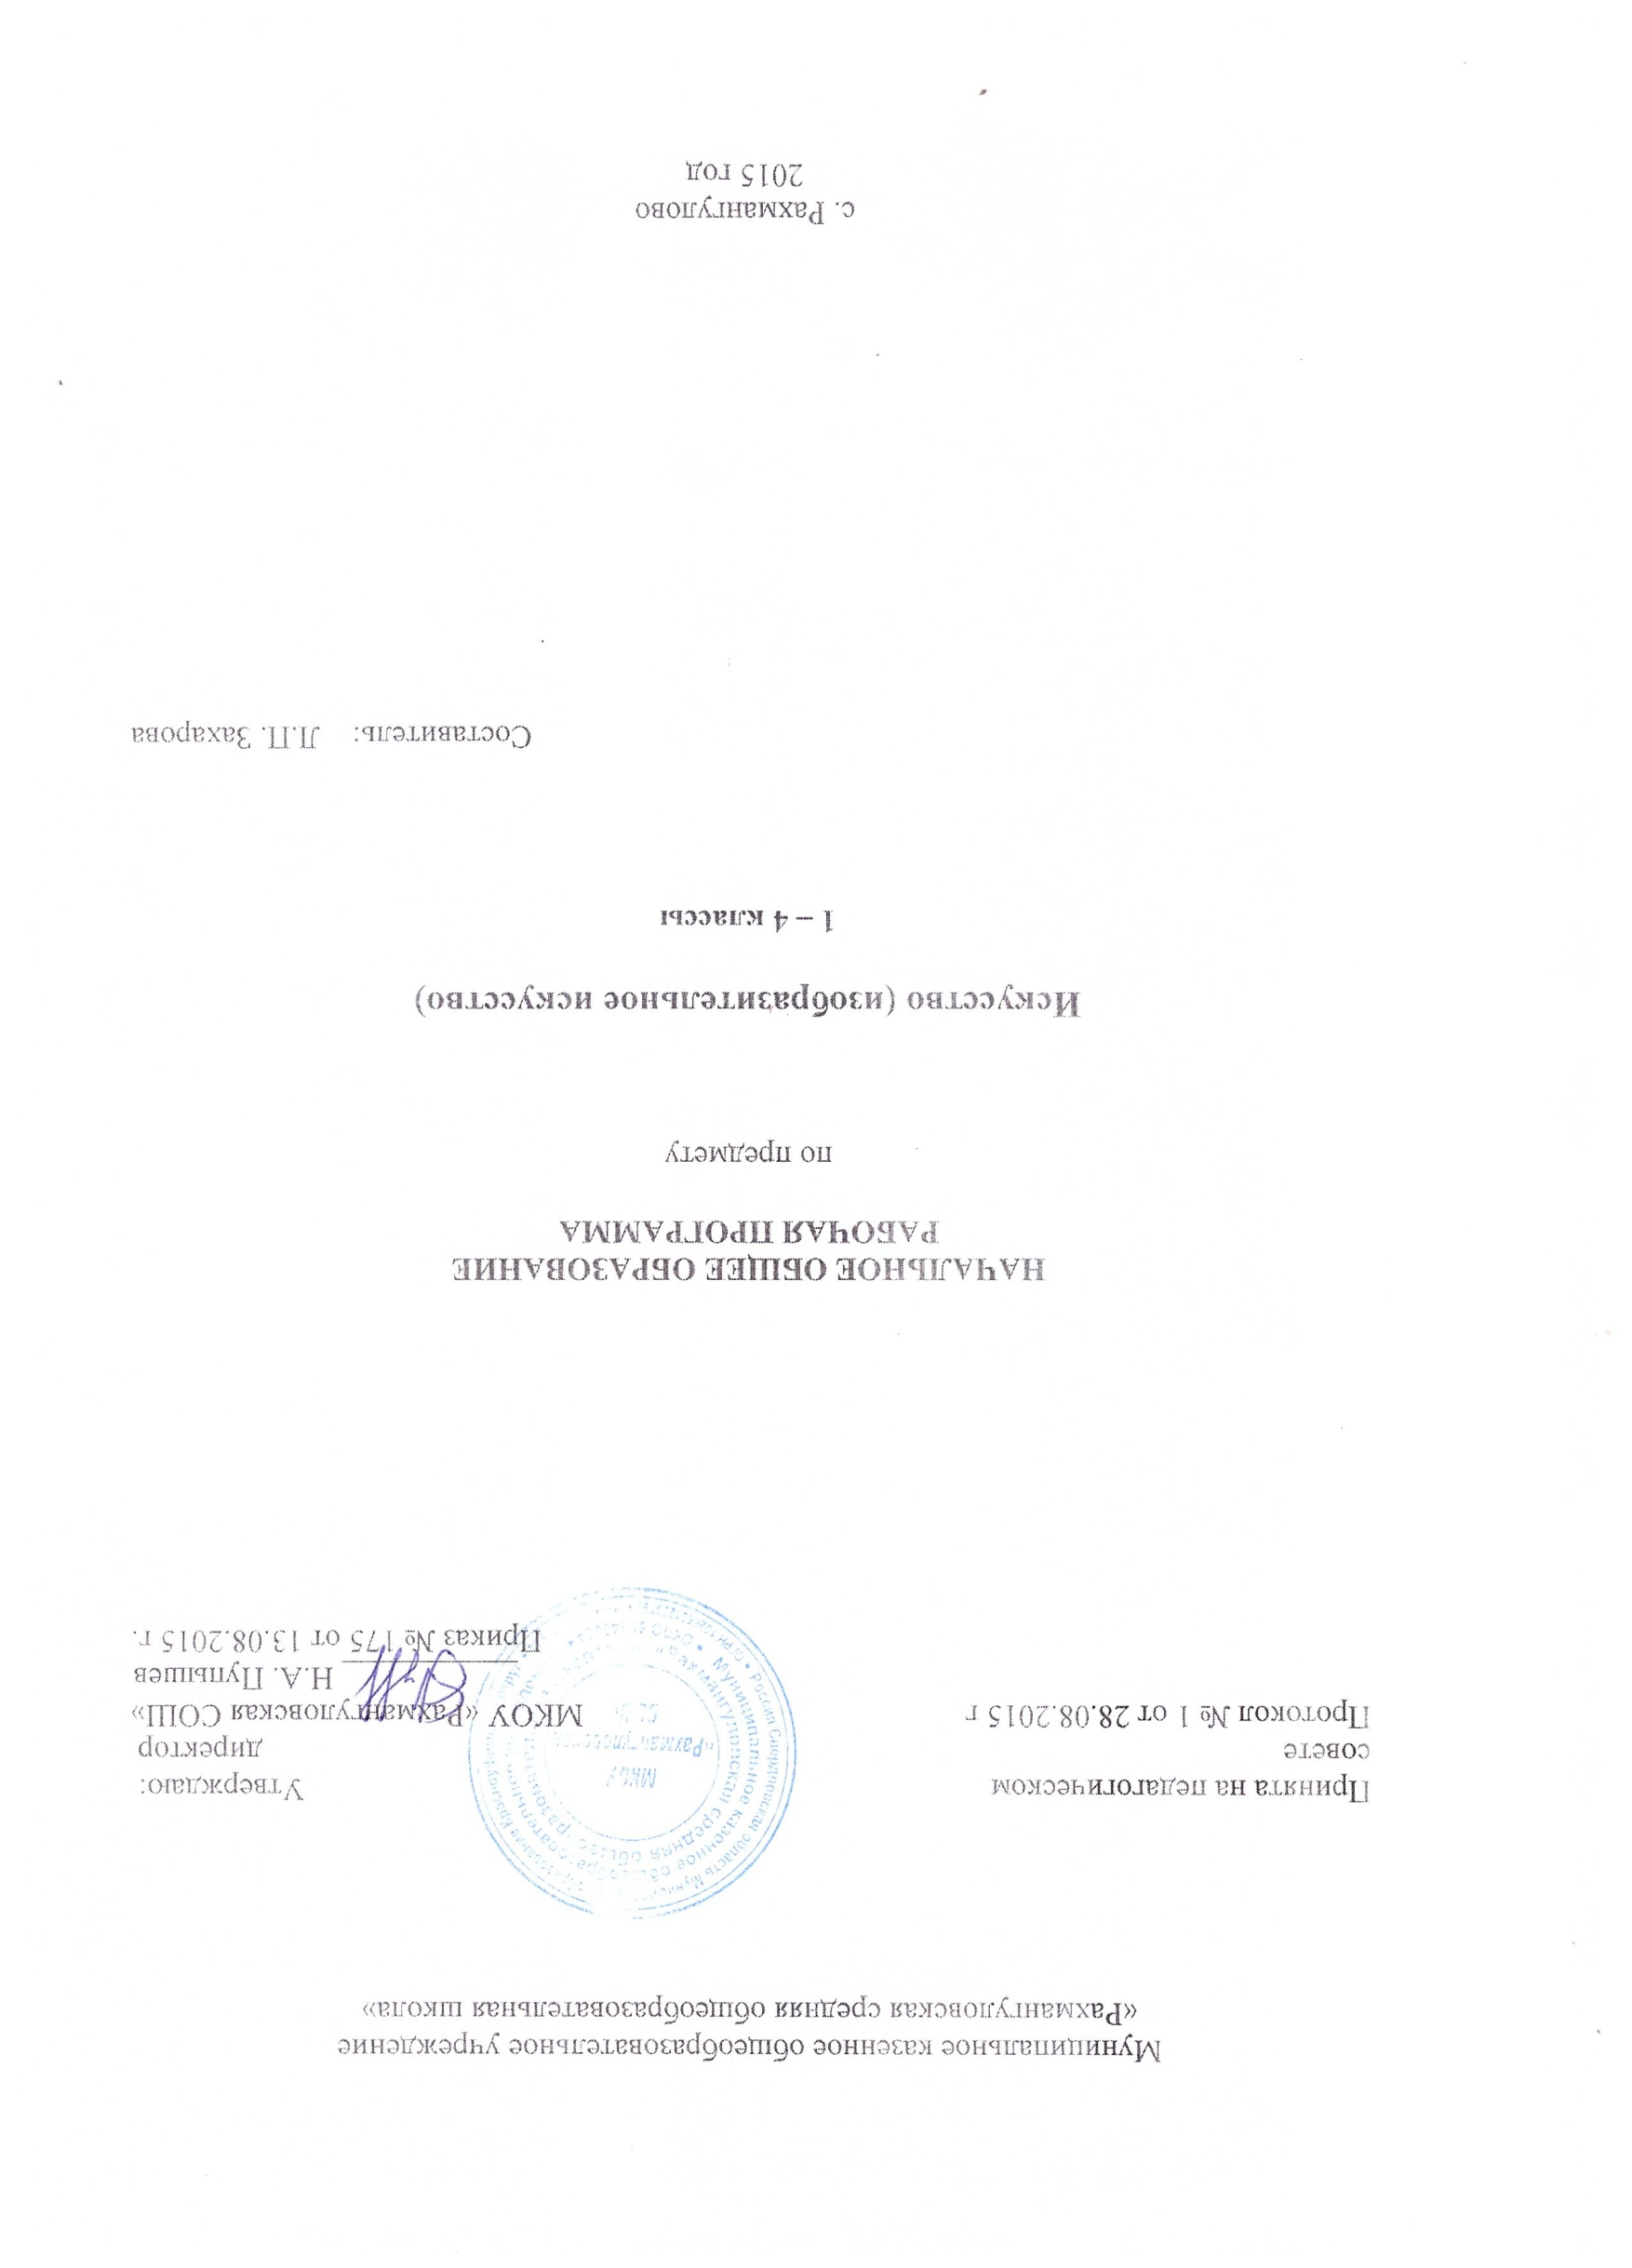 Муниципальное казенное общеобразовательное учреждение
«Рахмангуловская средняя общеобразовательная школа»
Принята на педагогическом
совете
Протокол № 1 от 28.08.2015 г
Утверждаю:
директор
МКОУ «Рахмангуловская СОШ»
Н.А. Пупышев
Приказ № 175 от 13.08.2015 г.
МКОУ
НАЧАЛЬНОЕ ОБЩЕЕ ОБРАЗОВАНИЕ
РАБОЧАЯ ПРОГРАММА
по предмету
Искусство (изобразительное искусство)
1 – 4 классы
Составитель: Л.П. Захарова
с. Рахмангулово
2015 год